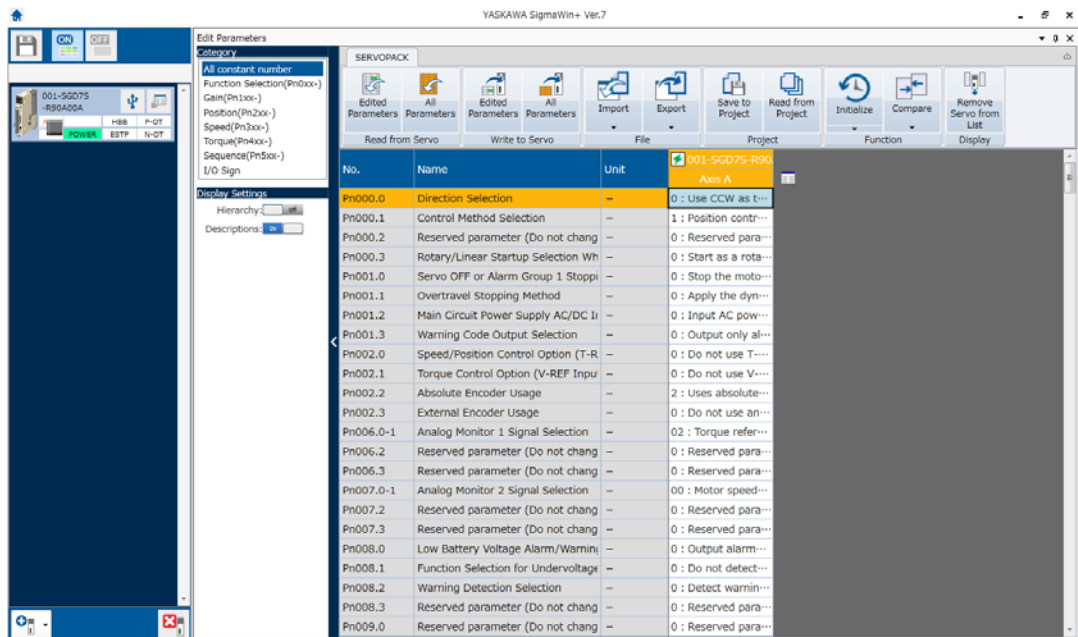 YASKAWA SigmaWin+ Ver.7
ON
OFF
001-SGD7S
-R90A00A
HBB P-OT
POWER ESTP N-OT
Edit Parameters
Category
All constant number
Function Selection(Pn0xx-)
Gain(Pn1xx-)
Position(Pn2xx-)
Speed(Pn3xx-)
Torque(Pn4xx-)
Sequence(Pn5xx-)
I/O Sign
Display Settings
Hierarchy: Off
Descriptions: On
SERVOPACK
Edited Parameters
All Parameters
Edited Parameters
All Parameters
Import
Export
Save to Project
Read from Project
Initialize
Compare
Remove Servo from List
Read from Servo Write to Servo File Project Function Display
No. Name Unit 001-SGD7S-R90
Axis A
Pn000.0 Direction Selection – 0 : Use CCW as t···
Pn000.1 Control Method Selection – 1 : Position contr···
Pn000.2 Reserved parameter (Do not chang – 0 : Reserved para···
Pn000.3 Rotary/Linear Startup Selection Wh – 0 : Start as a rota···
Pn001.0 Servo OFF or Alarm Group 1 Stoppi – 0 : Stop the moto···
Pn001.1 Overtravel Stopping Method – 0 : Apply the dyn···
Pn001.2 Main Circuit Power Supply AC/DC I – 0 : Input AC pow···
Pn001.3 Warning Code Output Selection – 0 : Output only al···
Pn002.0 Speed/Position Control Option (T-R – 0 : Do not use T-···
Pn002.1 Torque Control Option (V-REF Input – 0 : Do not use V-···
Pn002.2 Absolute Encoder Usage – 2 : Uses absolute···
Pn002.3 External Encoder Usage – 0 : Do not use an···
Pn006.0-1 Analog Monitor 1 Signal Selection – 02 : Torque refer···
Pn006.2 Reserved parameter (Do not chang – 0 : Reserved para···
Pn006.3 Reserved parameter (Do not chang – 0 : Reserved para···
Pn007.0-1 Analog Monitor 2 Signal Selection – 00 : Motor speed···
Pn007.2 Reserved parameter (Do not chang – 0 : Reserved para···
Pn007.3 Reserved parameter (Do not chang – 0 : Reserved para···
Pn008.0 Low Battery Voltage Alarm/Warning – 0 : Output alarm···
Pn008.1 Function Selection for Undervoltage – 0 : Do not detect···
Pn008.2 Warning Detection Selection – 0 : Detect warnin···
Pn008.3 Reserved parameter (Do not chang – 0 : Reserved para···
Pn009.0 Reserved parameter (Do not chang – 0 : Reserved para···